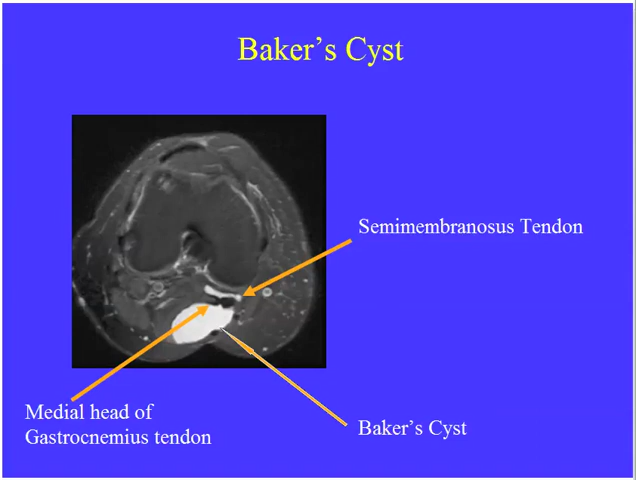 Baker’s Cyst
Semimembranosus Tendon
Medial head of
Gastrocnemius tendon
Baker’s Cyst